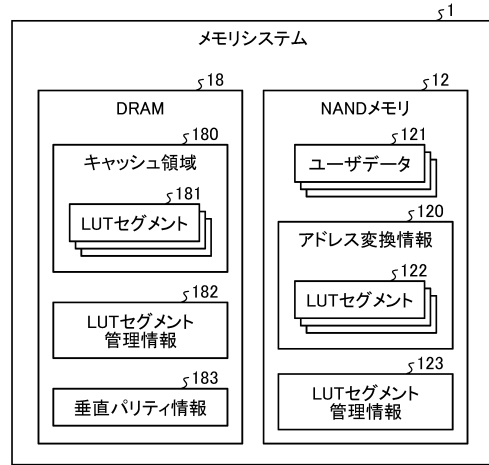 1
メモリシステム
18
DRAM
180
キャッシュ領域
181
LUTセグメント
182
LUTセグメント
管理情報
183
垂直パリティ情報
12
NANDメモリ
121
ユーザデータ
120
アドレス変換情報
122
LUTセグメント
123
LUTセグメント
管理情報